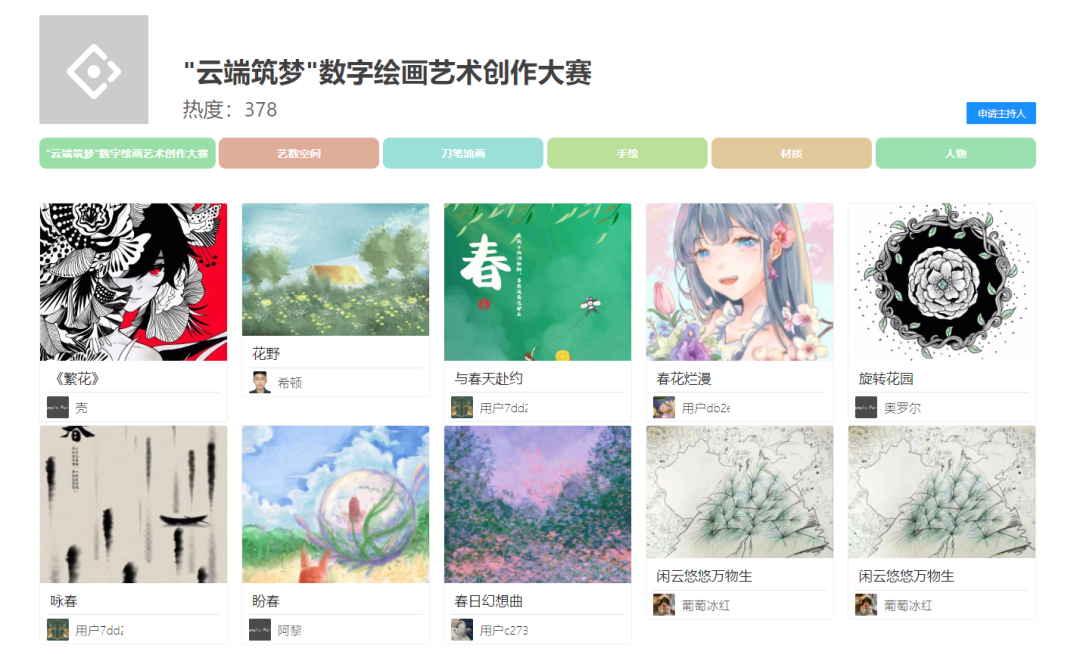 "云端筑梦"数字绘画艺术创作大赛
热度：378
申请主持人
"云端筑梦"数字绘画艺术创作大赛
艺数空间
刀笔油画
手绘
材质
人物
春
《繁花》
壳
花野
希顿
与春天赴约
用户7dd2
春花烂漫
用户db2e
旋转花园
奥罗尔
春
咏春
用户7dd2
盼春
阿黎
春日幻想曲
用户c273
闲云悠悠万物生
葡萄冰红
闲云悠悠万物生
葡萄冰红